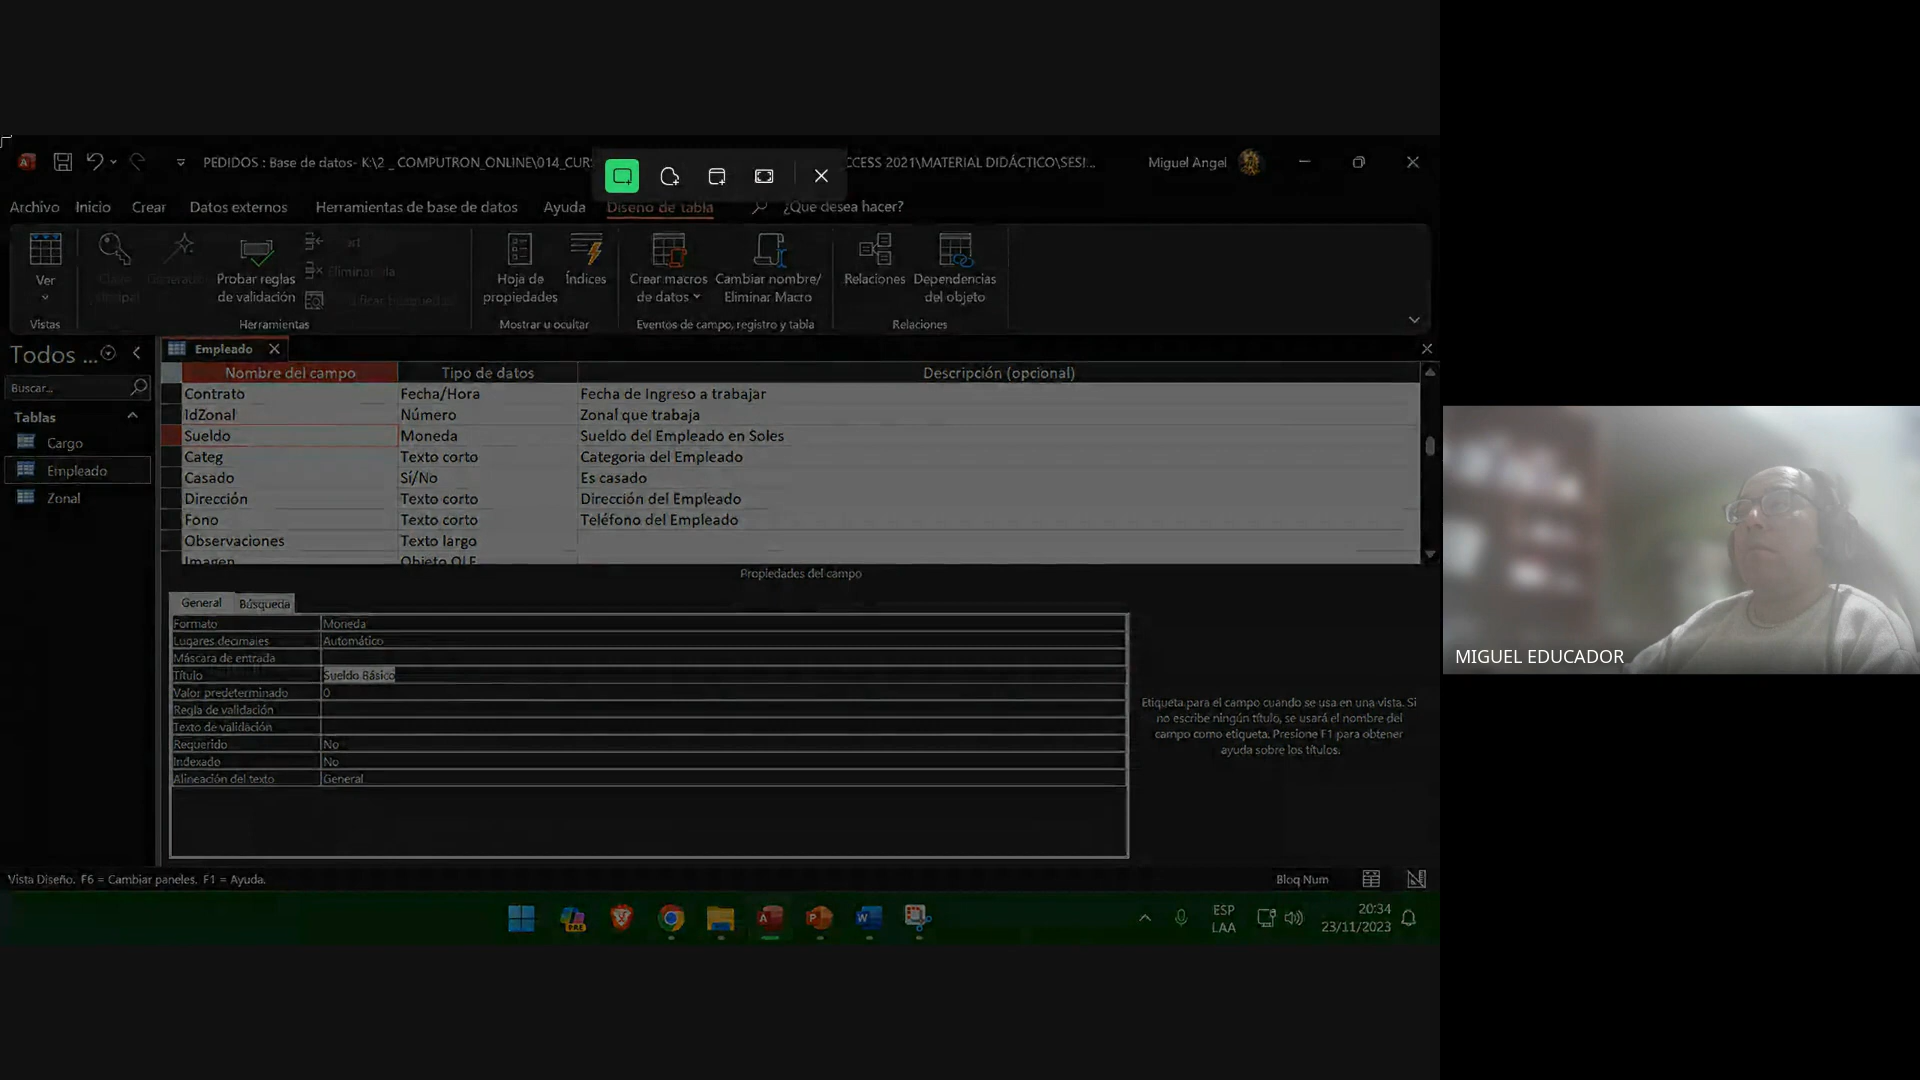 PEDIDOS : Base de datos- K:\2 _ COMPUTRON_ONLINE\014_CUR
CCESS 2021\MATERIAL DIDÁCTICO\SESI...
Miguel Angel
Archivo
Inicio
Crear
Datos externos
Herramientas de base de datos
Ayuda
Diseño de tabla
¿Qué desea hacer?
Ver
Probar reglas
de validación
Hoja de
propiedades
Índices
Crear macros
de datos
Cambiar nombre/
Eliminar Macro
Relaciones
Dependencias
del objeto
Vistas
Herramientas
Mostrar u ocultar
Eventos de campo, registro y tabla
Relaciones
Todos ...
Buscar...
Tablas
Cargo
Empleado
Zonal
Empleado
Nombre del campo Tipo de datos Descripción (opcional)
Contrato Fecha/Hora Fecha de Ingreso a trabajar
IdZonal Número Zonal que trabaja
Sueldo Moneda Sueldo del Empleado en Soles
Categ Texto corto Categoria del Empleado
Casado Sí/No Es casado
Dirección Texto corto Dirección del Empleado
Fono Texto corto Teléfono del Empleado
Observaciones Texto largo
Imagen Objeto OLE
Propiedades del campo
General Búsqueda
Formato Moneda
Lugares decimales Automático
Máscara de entrada
Título Sueldo Básico
Valor predeterminado 0
Regla de validación
Texto de validación
Requerido No
Indexado No
Alineación del texto General
Etiqueta para el campo cuando se usa en una vista. Si
no escribe ningún título, se usará el nombre del
campo como etiqueta. Presione F1 para obtener
ayuda sobre los títulos.
Vista Diseño. F6 = Cambiar paneles. F1 = Ayuda.
Bloq Num
ESP
LAA
20:34
23/11/2023
MIGUEL EDUCADOR